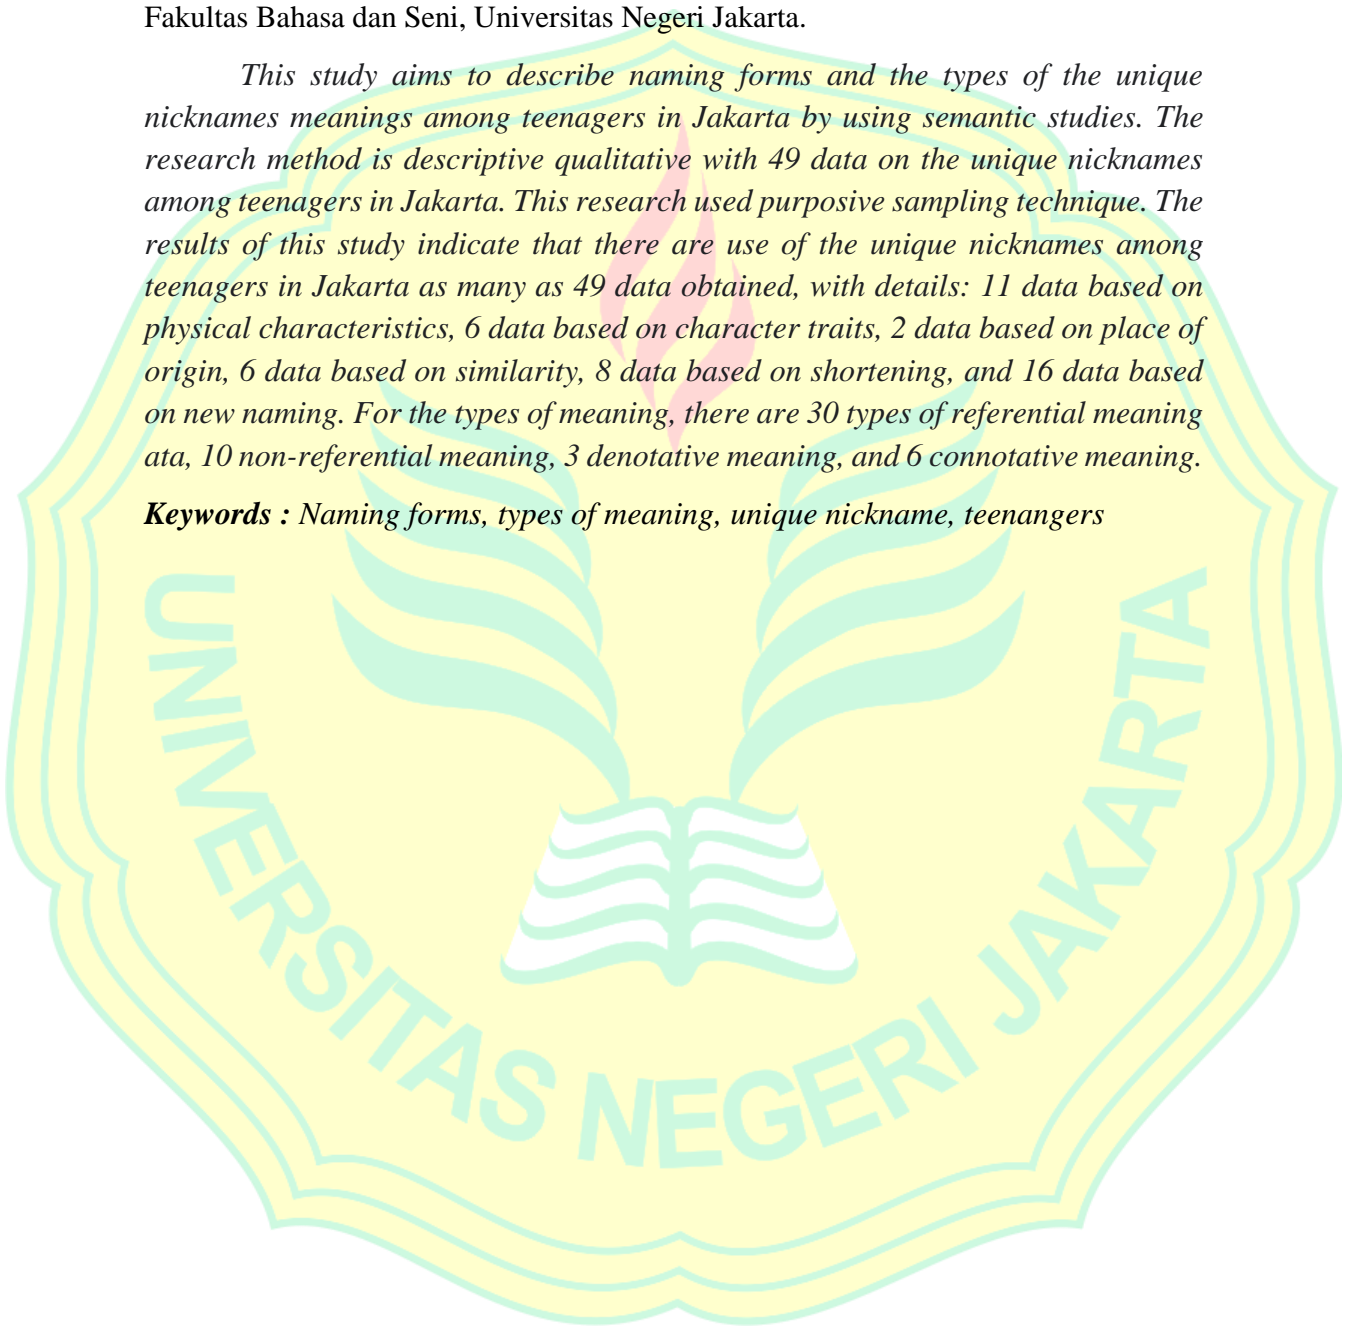 Fakultas Bahasa dan Seni, Universitas Negeri Jakarta.
This study aims to describe naming forms and the types of the unique
nicknames meanings among teenagers in Jakarta by using semantic studies. The
research method is descriptive qualitative with 49 data on the unique nicknames
among teenagers in Jakarta. This research used purposive sampling technique. The
results of this study indicate that there are use of the unique nicknames among
teenagers in Jakarta as many as 49 data obtained, with details: 11 data based on
physical characteristics, 6 data based on character traits, 2 data based on place of
origin, 6 data based on similarity, 8 data based on shortening, and 16 data based
on new naming. For the types of meaning, there are 30 types of referential meaning
ata, 10 non-referential meaning, 3 denotative meaning, and 6 connotative meaning.
Keywords : Naming forms, types of meaning, unique nickname, teenangers
UNIVERSITAS NEGERI JAKARTA